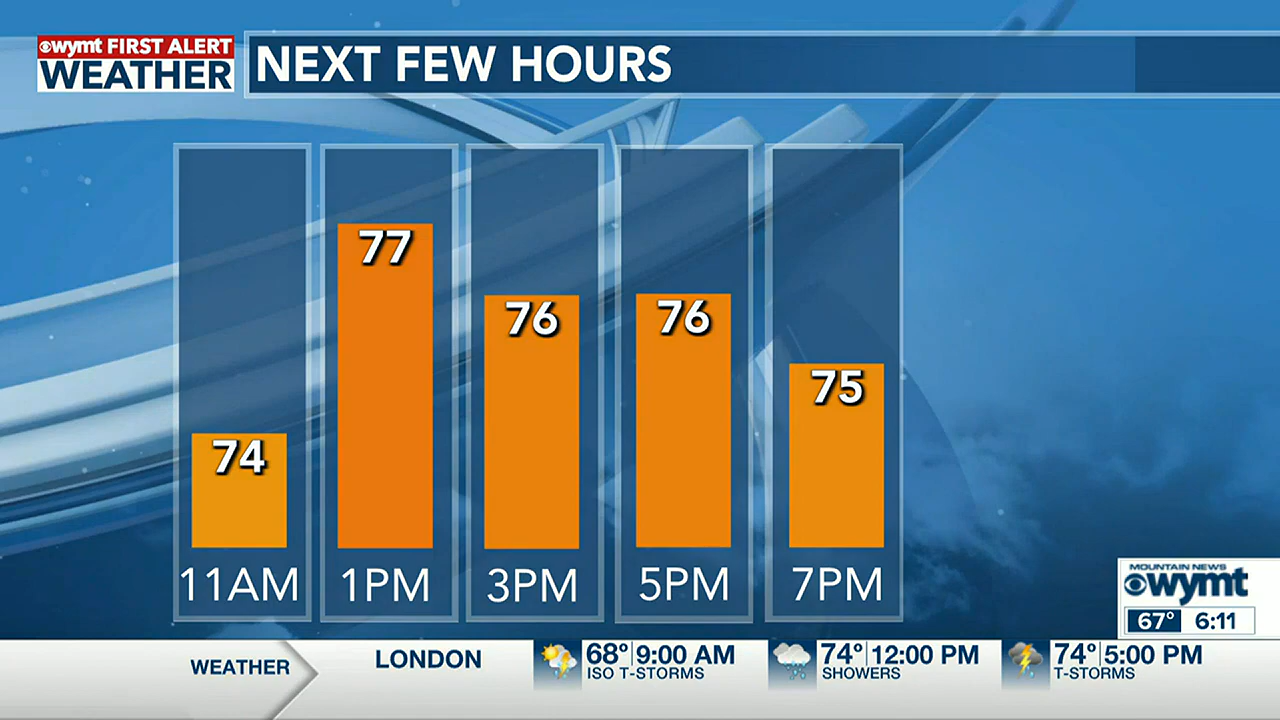 wymt FIRST ALERT
WEATHER
NEXT FEW HOURS
77
76
76
75
74
11AM
1PM
3PM
5PM
7PM
MOUNTAIN NEWS
wymt
67° 6:11
WEATHER
LONDON
68° 9:00 AM
ISO T-STORMS
74° 12:00 PM
SHOWERS
74° 5:00 PM
T-STORMS